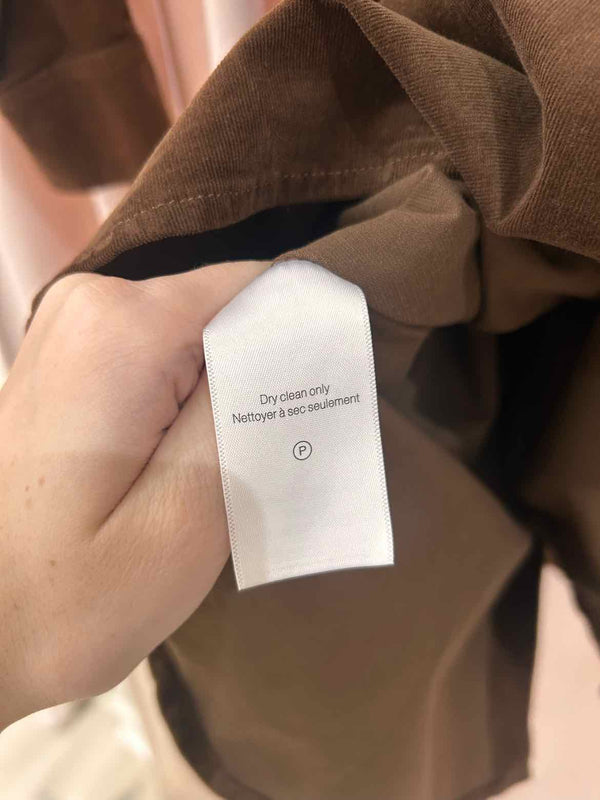 Dry clean only
Nettoyer à sec seulement
P